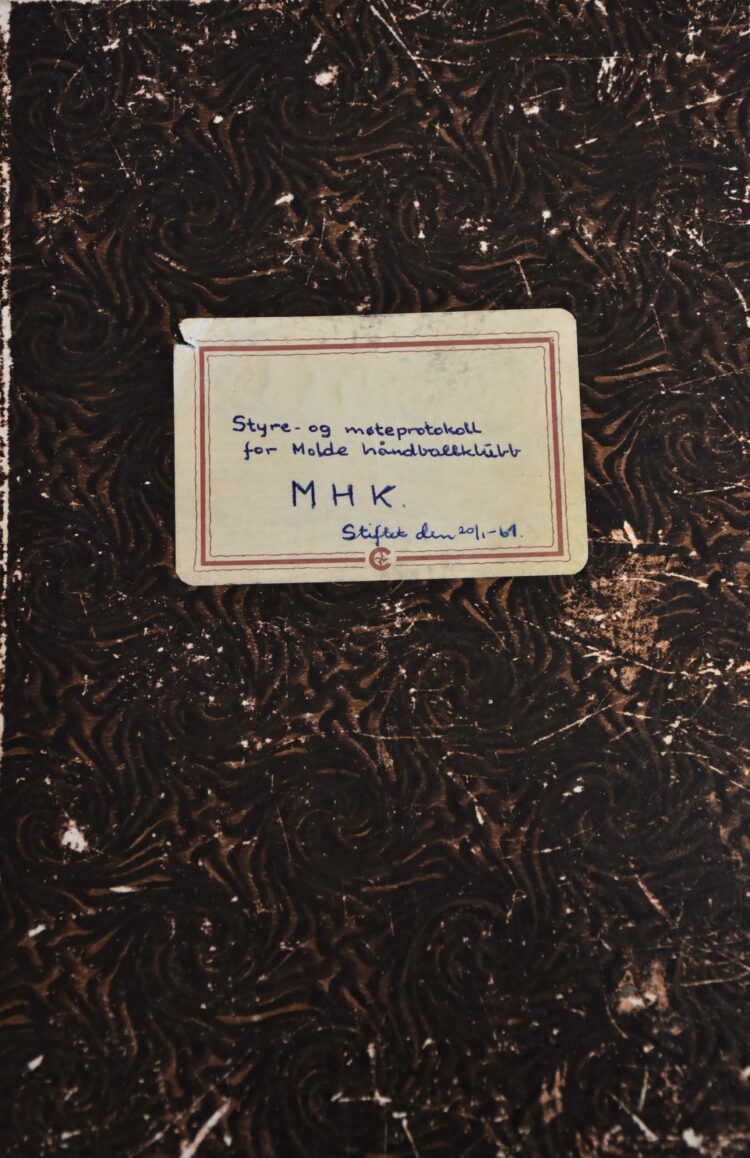 Styre- og møteprotokoll
for Molde håndballklubb
MHK.
Stiftet den 20/1-61.